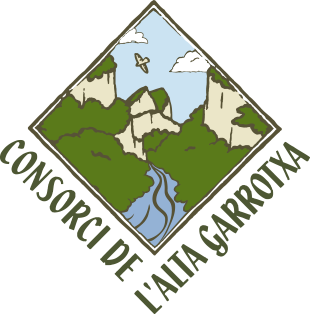 CONSORCI DE
L'ALTA GARROTXA